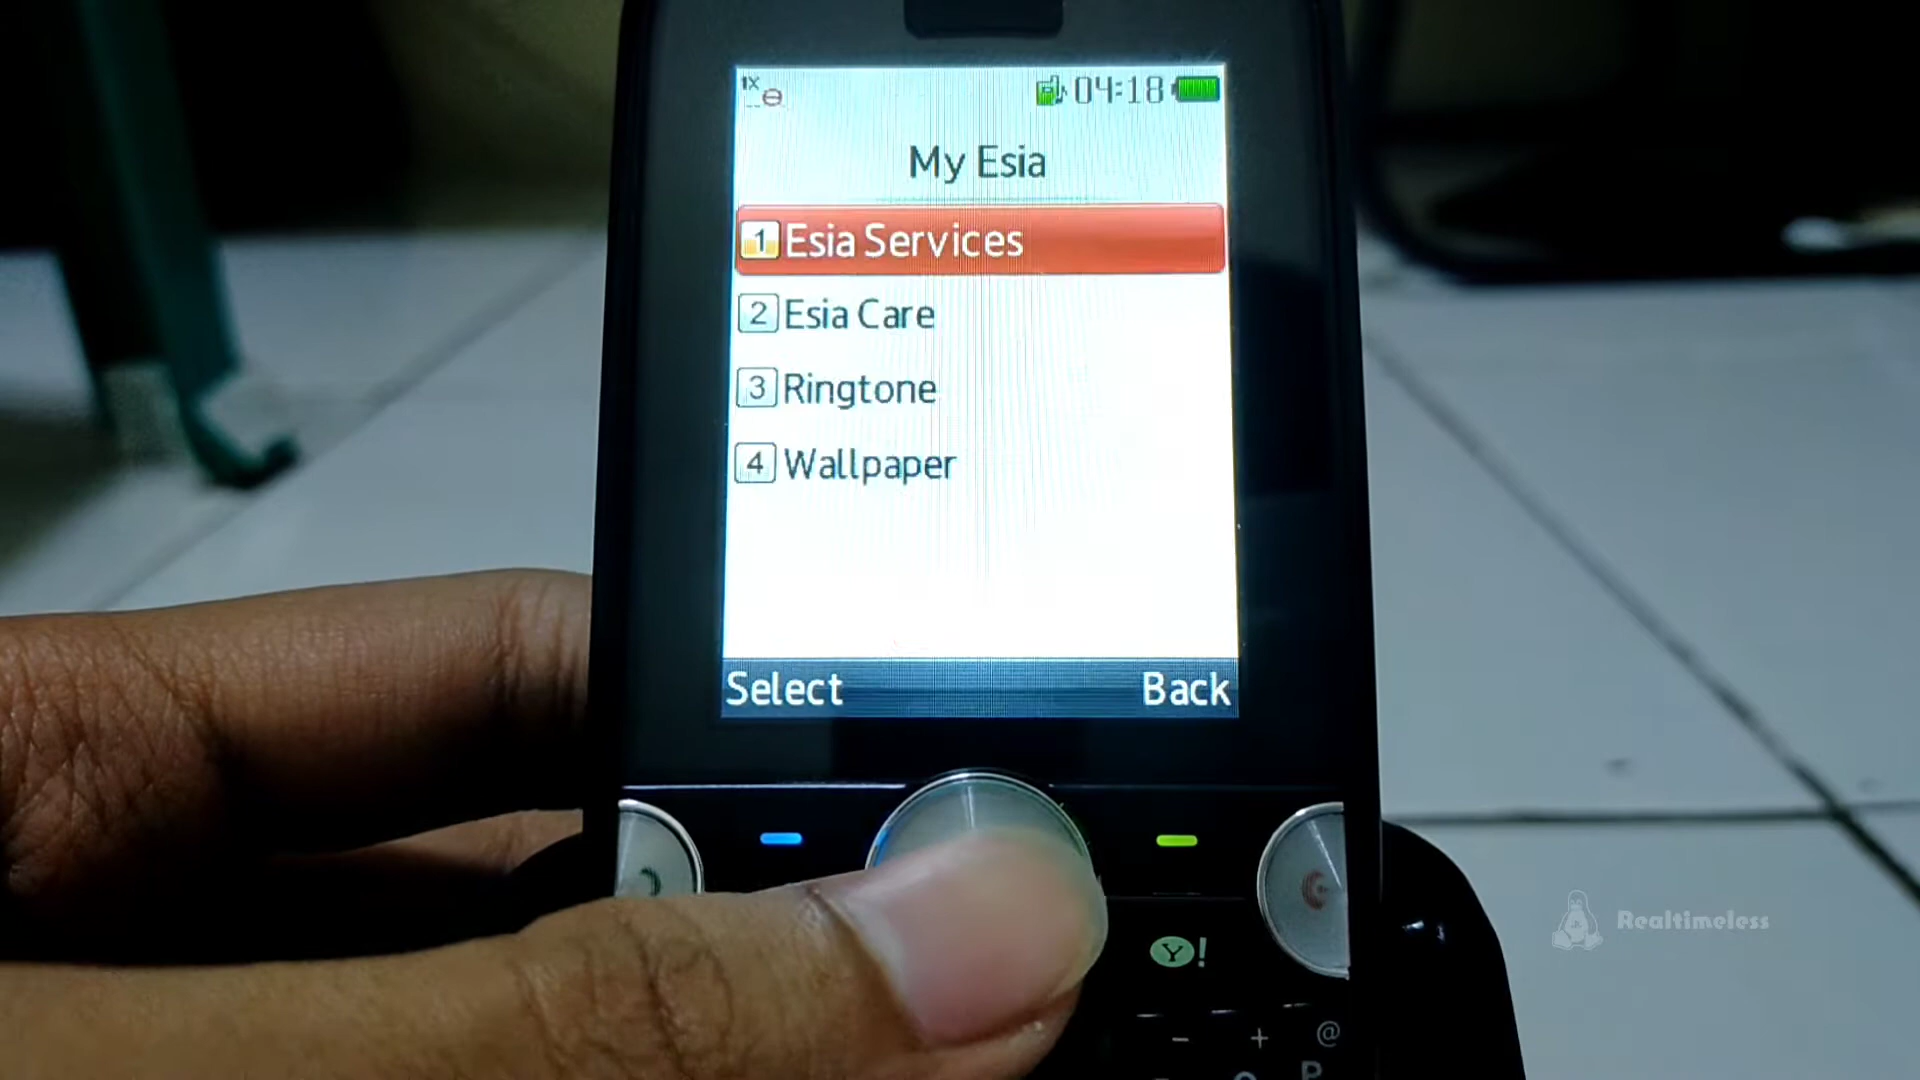 1X
04:18
My Esia
1 Esia Services
2 Esia Care
3 Ringtone
4 Wallpaper
Select Back
Y!
Realtimeless
- + @
P